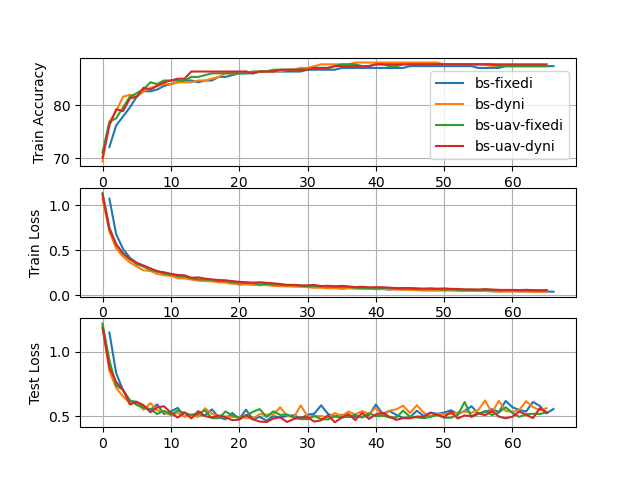 Train Accuracy
80
70
bs-fixedi
bs-dyni
bs-uav-fixedi
bs-uav-dyni
0 10 20 30 40 50 60
Train Loss
1.0
0.5
0.0
0 10 20 30 40 50 60
Test Loss
1.0
0.5
0 10 20 30 40 50 60